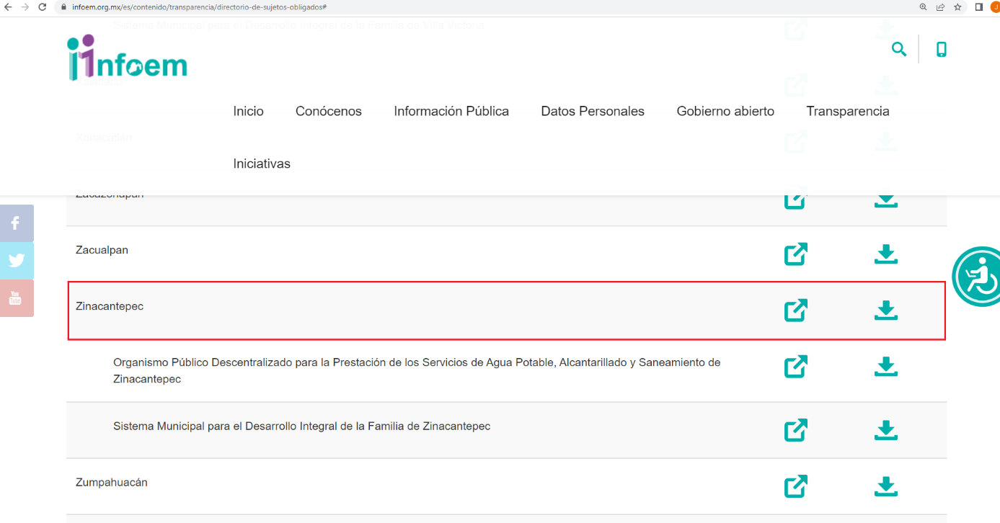 infoem.org.mx/es/contenido/transparencia/directorio-de-sujetos-obligados#
J
Sistema Municipal para el Desarrollo Integral de la Familia de Villa Victoria
infoem
Inicio Conócenos Información Pública Datos Personales Gobierno abierto Transparencia
Xonacatlán
Iniciativas
Zacazonapan
Zacualpan
Zinacantepec
Organismo Público Descentralizado para la Prestación de los Servicios de Agua Potable, Alcantarillado y Saneamiento de
Zinacantepec
Sistema Municipal para el Desarrollo Integral de la Familia de Zinacantepec
Zumpahuacán
You
Tube